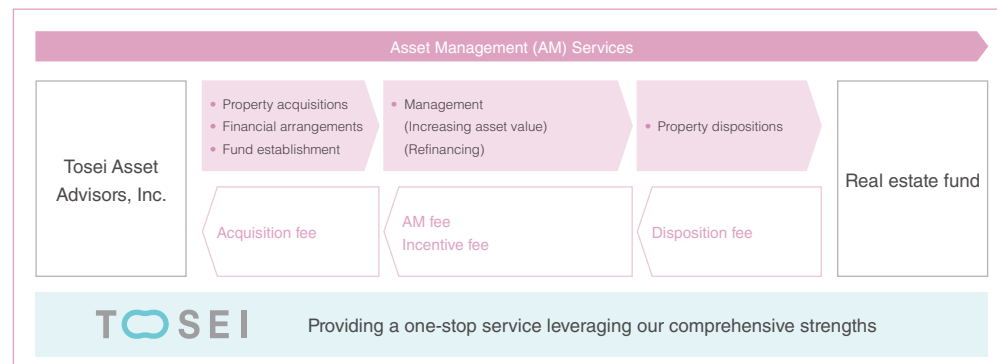 Asset Management (AM) Services
Tosei Asset
Advisors, Inc.
• Property acquisitions
• Financial arrangements
• Fund establishment
• Management
(Increasing asset value)
(Refinancing)
• Property dispositions
Acquisition fee
AM fee
Incentive fee
Disposition fee
Real estate fund
TOSEI
Providing a one-stop service leveraging our comprehensive strengths